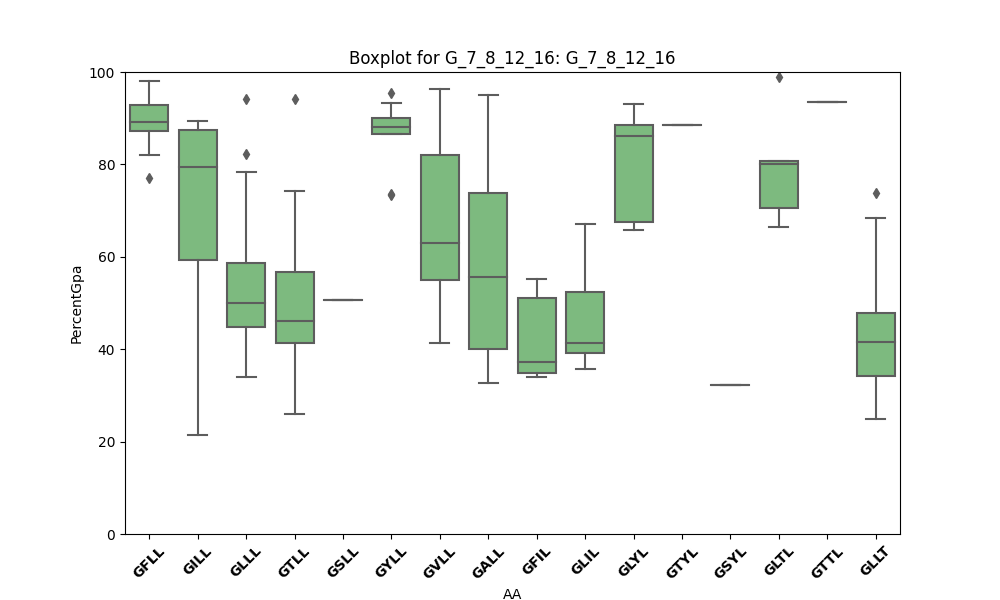 Boxplot for G_7_8_12_16: G_7_8_12_16
100
80
60
40
20
0
PercentGpa
GFLL GILL GLLL GTLL GSLL GYLL GVLL GALL GFIL GLIL GLYL GTYL GSYL GLTL GTTL GLLT
AA